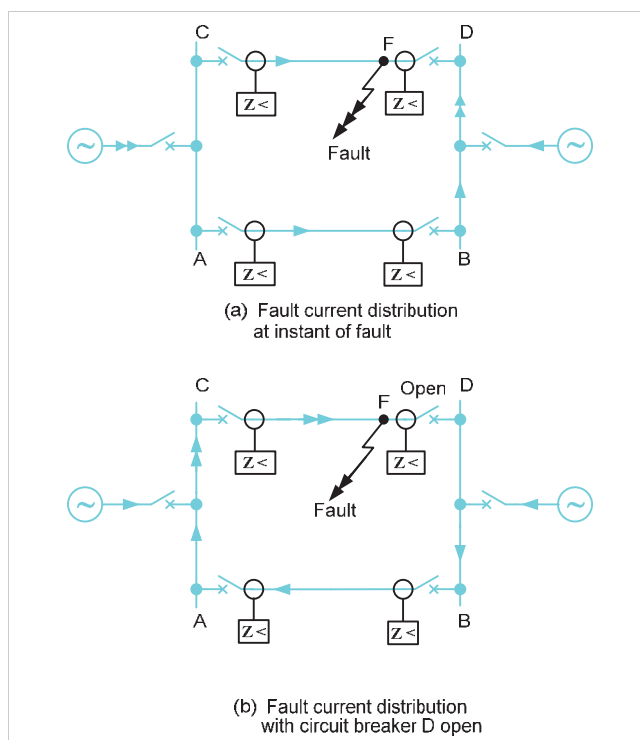 C
F
D
Z <
Z <
Fault
A
B
Z <
Z <
(a) Fault current distribution
at instant of fault
C
F
Open
D
Z <
Z <
Fault
A
B
Z <
Z <
(b) Fault current distribution
with circuit breaker D open